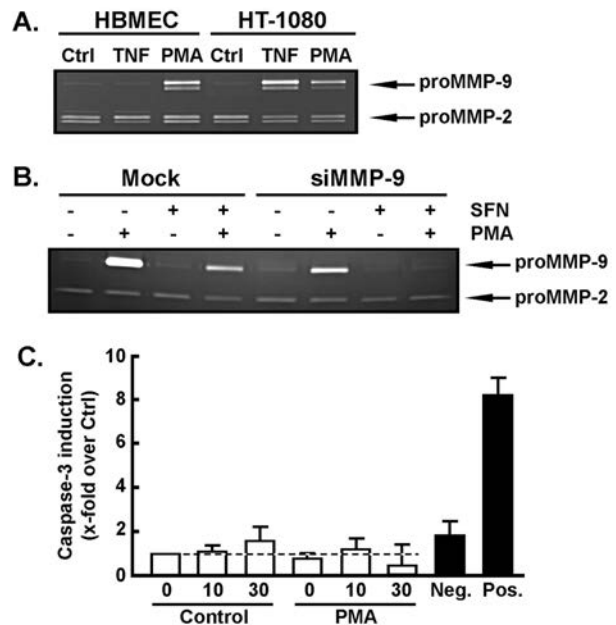 A.
HBMEC HT-1080
Ctrl TNF PMA Ctrl TNF PMA
proMMP-9
proMMP-2
B.
Mock siMMP-9
- - + + - - + + SFN
- + - + - + - + PMA
proMMP-9
proMMP-2
C.
Caspase-3 induction
(x-fold over Ctrl)
10
8
6
4
2
0
0 10 30 0 10 30 Neg. Pos.
Control PMA